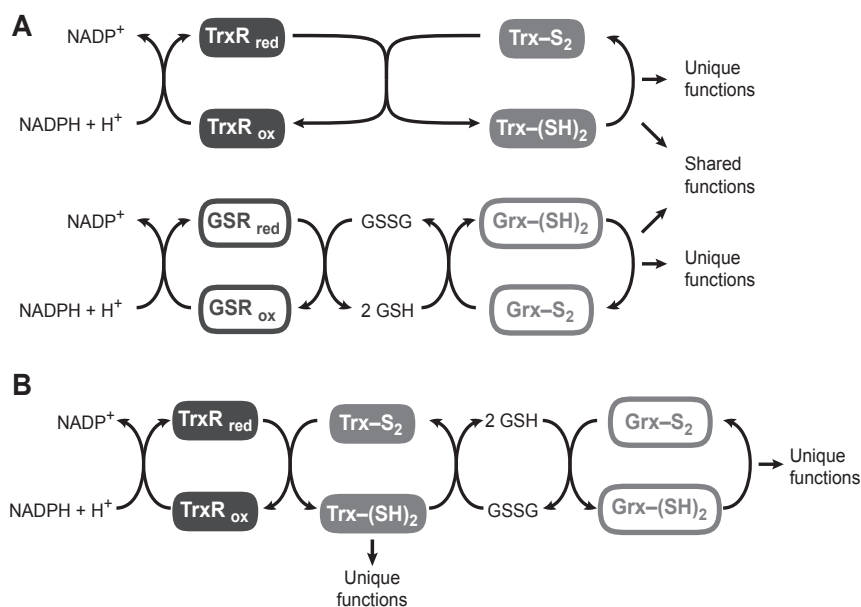 A
NADP⁺
TrxR red
Trx–S₂
Unique
functions
NADPH + H⁺
TrxR ox
Trx–(SH)₂
Shared
functions
NADP⁺
GSR red
GSSG
Grx–(SH)₂
Unique
functions
NADPH + H⁺
GSR ox
2 GSH
Grx–S₂
B
NADP⁺
TrxR red
Trx–S₂
2 GSH
Grx–S₂
Unique
functions
NADPH + H⁺
TrxR ox
Trx–(SH)₂
GSSG
Grx–(SH)₂
Unique
functions